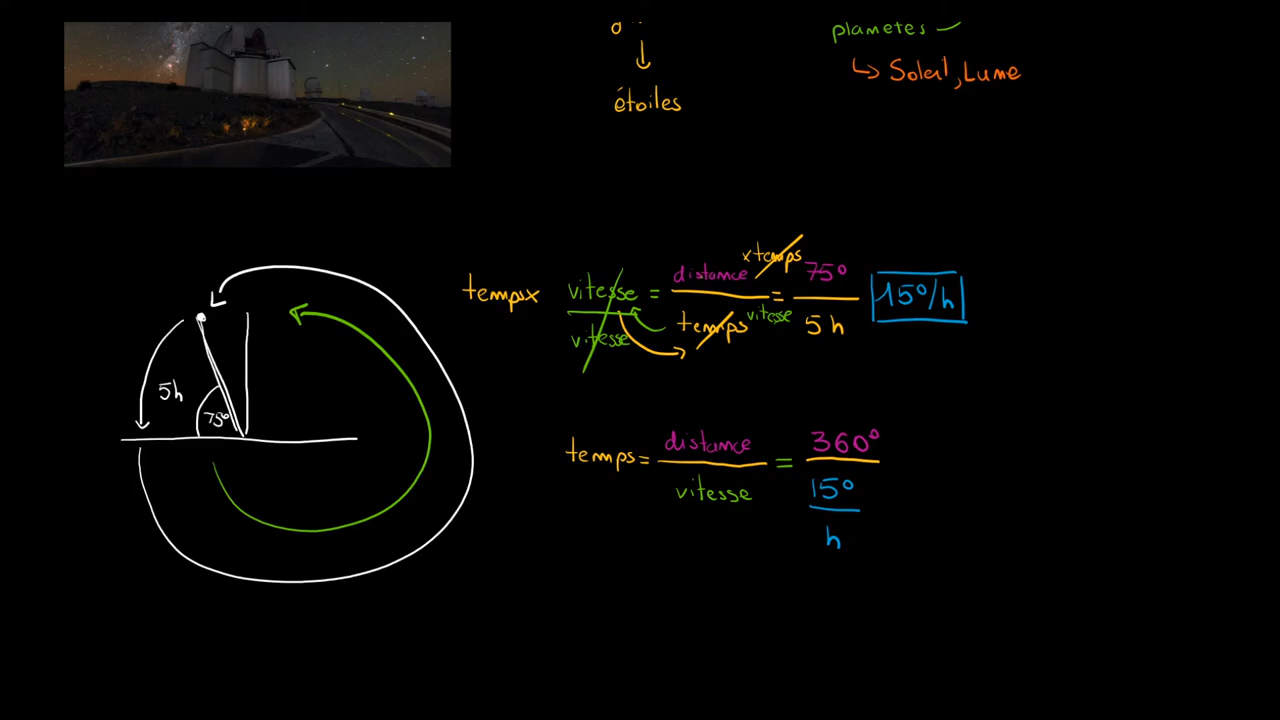 planetes
↳ Soleil, Lune
étoiles
temps x vitesse / vitesse = distance x temps / temps vitesse = 75° / 5 h 15°/h
5h
75°
temps = distance / vitesse = 360° / 15° / h